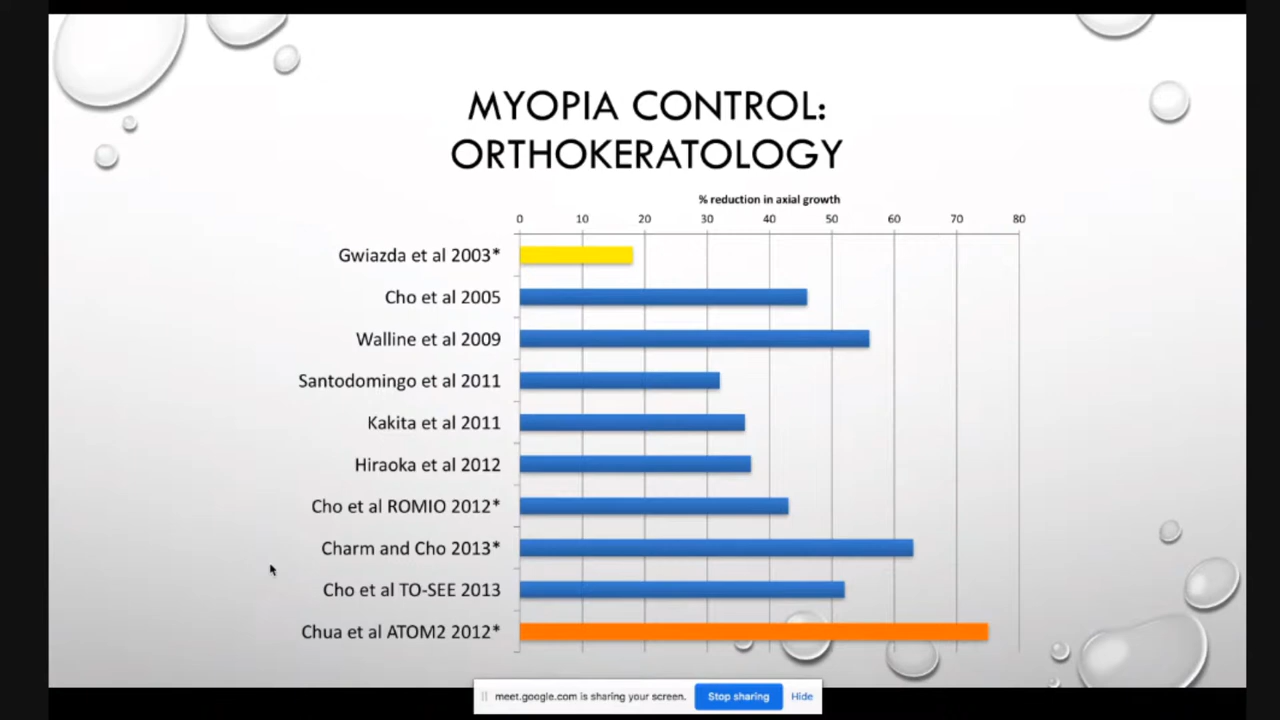 MYOPIA CONTROL:
ORTHOKERATOLOGY
% reduction in axial growth
0 10 20 30 40 50 60 70 80
Gwiazda et al 2003*
Cho et al 2005
Walline et al 2009
Santodomingo et al 2011
Kakita et al 2011
Hiraoka et al 2012
Cho et al ROMIO 2012*
Charm and Cho 2013*
Cho et al TO-SEE 2013
Chua et al ATOM2 2012*
meet.google.com is sharing your screen. Stop sharing Hide